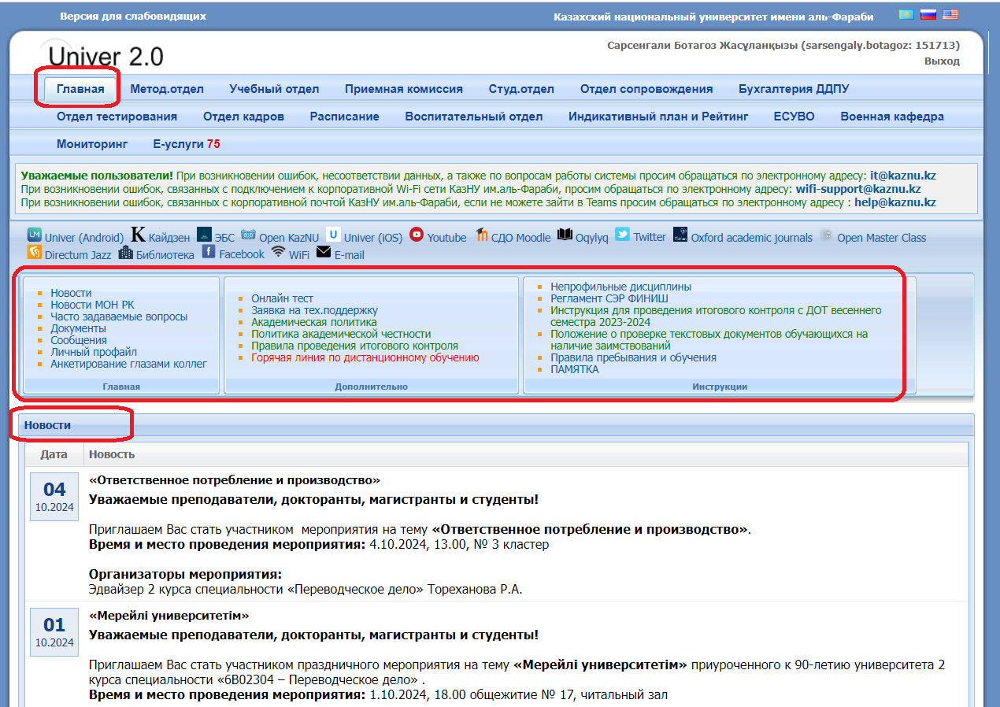 Версия для слабовидящих
Казахский национальный университет имени аль-Фараби
Univer 2.0
Сарсенгали Ботагоз Жасұланқызы (sarsengaly.botagoz: 151713)
Выход
Главная Метод.отдел Учебный отдел Приемная комиссия Студ.отдел Отдел сопровождения Бухгалтерия ДДПУ
Отдел тестирования Отдел кадров Расписание Воспитательный отдел Индикативный план и Рейтинг ЕСУВО Военная кафедра
Мониторинг Е-услуги 75
Уважаемые пользователи! При возникновении ошибок, несоответствии данных, а также по вопросам работы системы просим обращаться по электронному адресу: it@kaznu.kz
При возникновении ошибок, связанных с подключением к корпоративной Wi-Fi сети КазНУ им.аль-Фараби, просим обращаться по электронному адресу: wifi-support@kaznu.kz
При возникновении ошибок, связанных с корпоративной почтой КазНУ им.аль-Фараби, если не можете зайти в Teams просим обращаться по электронному адресу : help@kaznu.kz
UM Univer (Android) K Кайдзен ЭБС Open KazNU U Univer (iOS) Youtube СДО Moodle Oqylyq Twitter Oxford academic journals Open Master Class
Directum Jazz Библиотека Facebook WiFi E-mail
Новости
Новости МОН РК
Часто задаваемые вопросы
Документы
Сообщения
Личный профайл
Анкетирование глазами коллег
Главная
Онлайн тест
Заявка на тех.поддержку
Академическая политика
Политика академической честности
Правила проведения итогового контроля
Горячая линия по дистанционному обучению
Дополнительно
Непрофильные дисциплины
Регламент СЭР ФИНИШ
Инструкция для проведения итогового контроля с ДОТ весеннего
семестра 2023-2024
Положение о проверке текстовых документов обучающихся на
наличие заимствований
Правила пребывания и обучения
ПАМЯТКА
Инструкции
Новости
Дата Новость
04
10.2024
«Ответственное потребление и производство»
Уважаемые преподаватели, докторанты, магистранты и студенты!
Приглашаем Вас стать участником мероприятия на тему «Ответственное потребление и производство».
Время и место проведения мероприятия: 4.10.2024, 13.00, № 3 кластер
Организаторы мероприятия:
Эдвайзер 2 курса специальности «Переводческое дело» Тореханова Р.А.
01
10.2024
«Мерейлі университетім»
Уважаемые преподаватели, докторанты, магистранты и студенты!
Приглашаем Вас стать участником праздничного мероприятия на тему «Мерейлі университетім» приуроченного к 90-летию университета 2
курса специальности «6В02304 – Переводческое дело» .
Время и место проведения мероприятия: 1.10.2024, 18.00 общежитие № 17, читальный зал